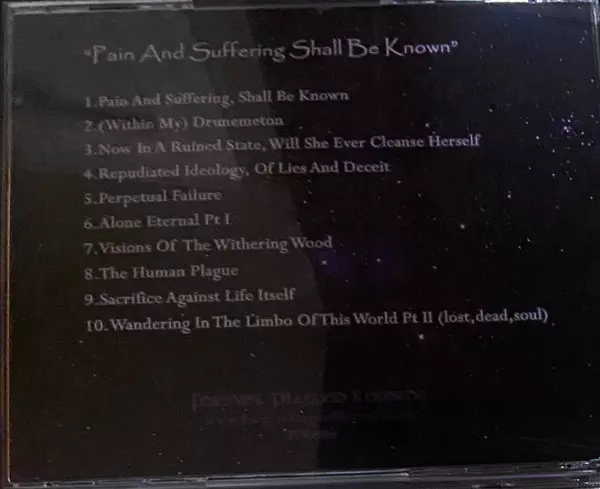 "Pain And Suffering Shall Be Known"
1.Pain And Suffering, Shall Be Known
2.(Within My) Drunemeton
3.Now In A Ruined State, Will She Ever Cleanse Herself
4.Repudiated Ideology, Of Lies And Deceit
5.Perpetual Failure
6.Alone Eternal Pt I
7.Visions Of The Withering Wood
8.The Human Plague
9.Sacrifice Against Life Itself
10.Wandering In The Limbo Of This World Pt II (lost,dead,soul)
Forever Plagued Records